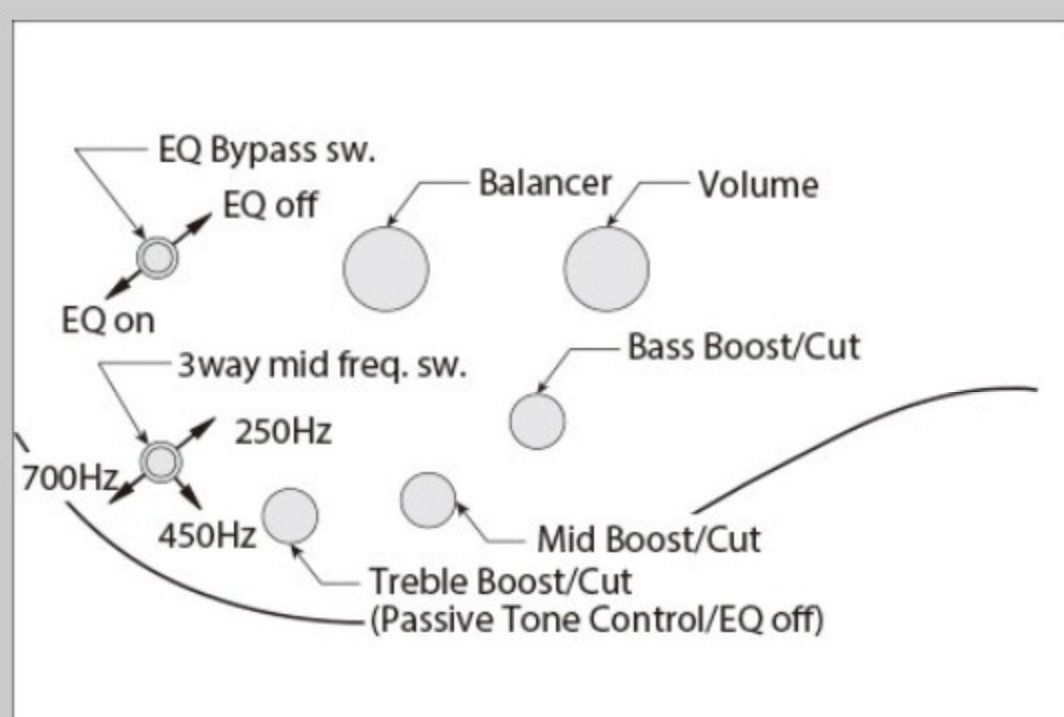 EQ Bypass sw.
EQ off
Balancer
Volume
EQ on
3way mid freq. sw.
Bass Boost/Cut
250Hz
700Hz
450Hz
Mid Boost/Cut
Treble Boost/Cut
(Passive Tone Control/EQ off)